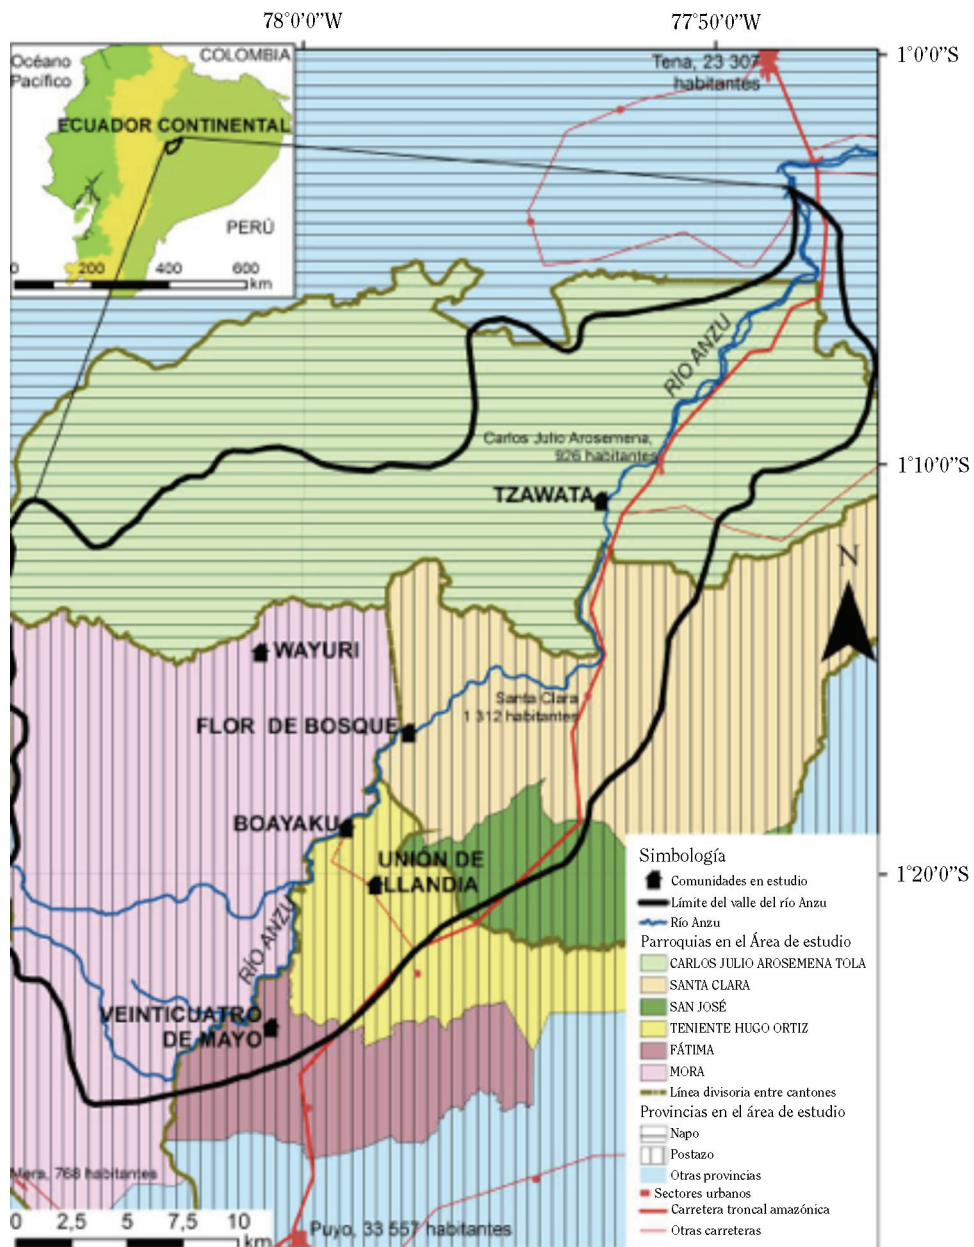 78°0'0"W
77°50'0"W
1°0'0"S
Océano
Pacífico
COLOMBIA
ECUADOR CONTINENTAL
PERÚ
0 200 400 600
km
Tena, 23 307
habitantes
RÍO ANZU
Carlos Julio Arosemena,
926 habitantes
1°10'0"S
TZAWATA
N
WAYURI
Santa Clara
1 312 habitantes
FLOR DE BOSQUE
BOAYAKU
UNIÓN DE
LLANDIA
1°20'0"S
RÍO ANZU
VEINTICUATRO
DE MAYO
Mera, 768 habitantes
0 2,5 5 7,5 10
km
Puyo, 33 557 habitantes
Simbología
Comunidades en estudio
Límite del valle del río Anzu
Río Anzu
Parroquias en el Área de estudio
CARLOS JULIO AROSEMENA TOLA
SANTA CLARA
SAN JOSÉ
TENIENTE HUGO ORTIZ
FÁTIMA
MORA
Línea divisoria entre cantones
Provincias en el área de estudio
Napo
Postazo
Otras provincias
Sectores urbanos
Carretera troncal amazónica
Otras carreteras